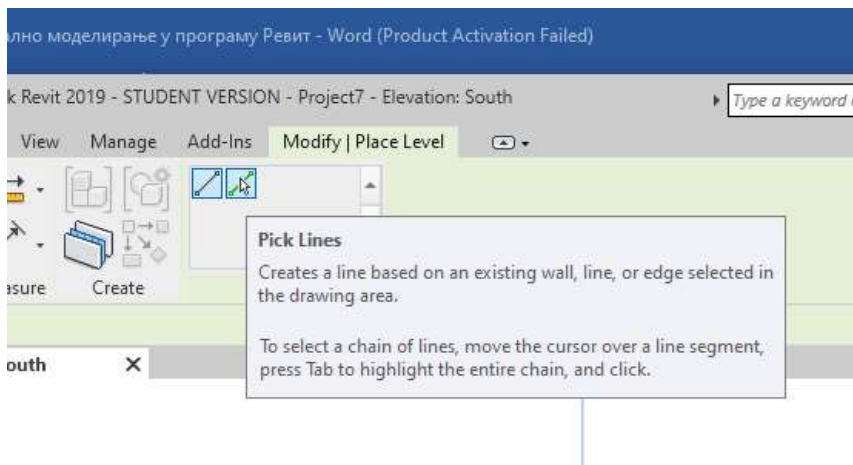 моделирање у програму Ревит - Word (Product Activation Failed)
Revit 2019 - STUDENT VERSION - Project7 - Elevation: South
Type a keyword
View Manage Add-Ins Modify | Place Level
Create
Pick Lines
Creates a line based on an existing wall, line, or edge selected in
the drawing area.
To select a chain of lines, move the cursor over a line segment,
press Tab to highlight the entire chain, and click.